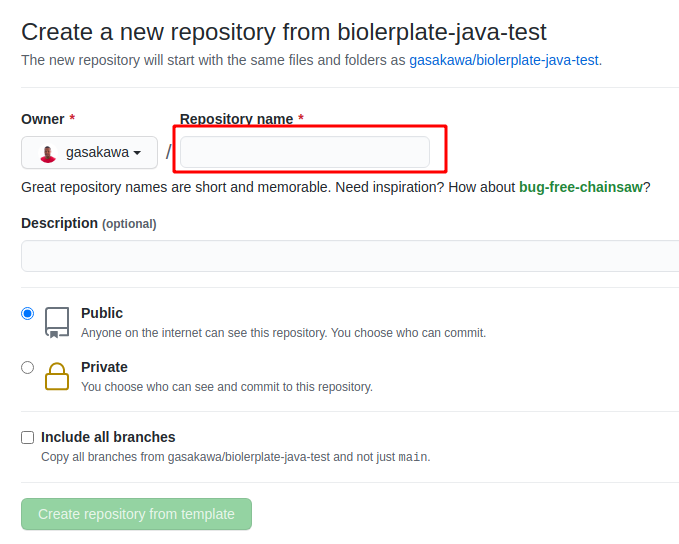 Create a new repository from biolerplate-java-test
The new repository will start with the same files and folders as gasakawa/biolerplate-java-test.
Owner * Repository name *
gasakawa /
Great repository names are short and memorable. Need inspiration? How about bug-free-chainsaw?
Description (optional)
Public
Anyone on the internet can see this repository. You choose who can commit.
Private
You choose who can see and commit to this repository.
Include all branches
Copy all branches from gasakawa/biolerplate-java-test and not just main.
Create repository from template